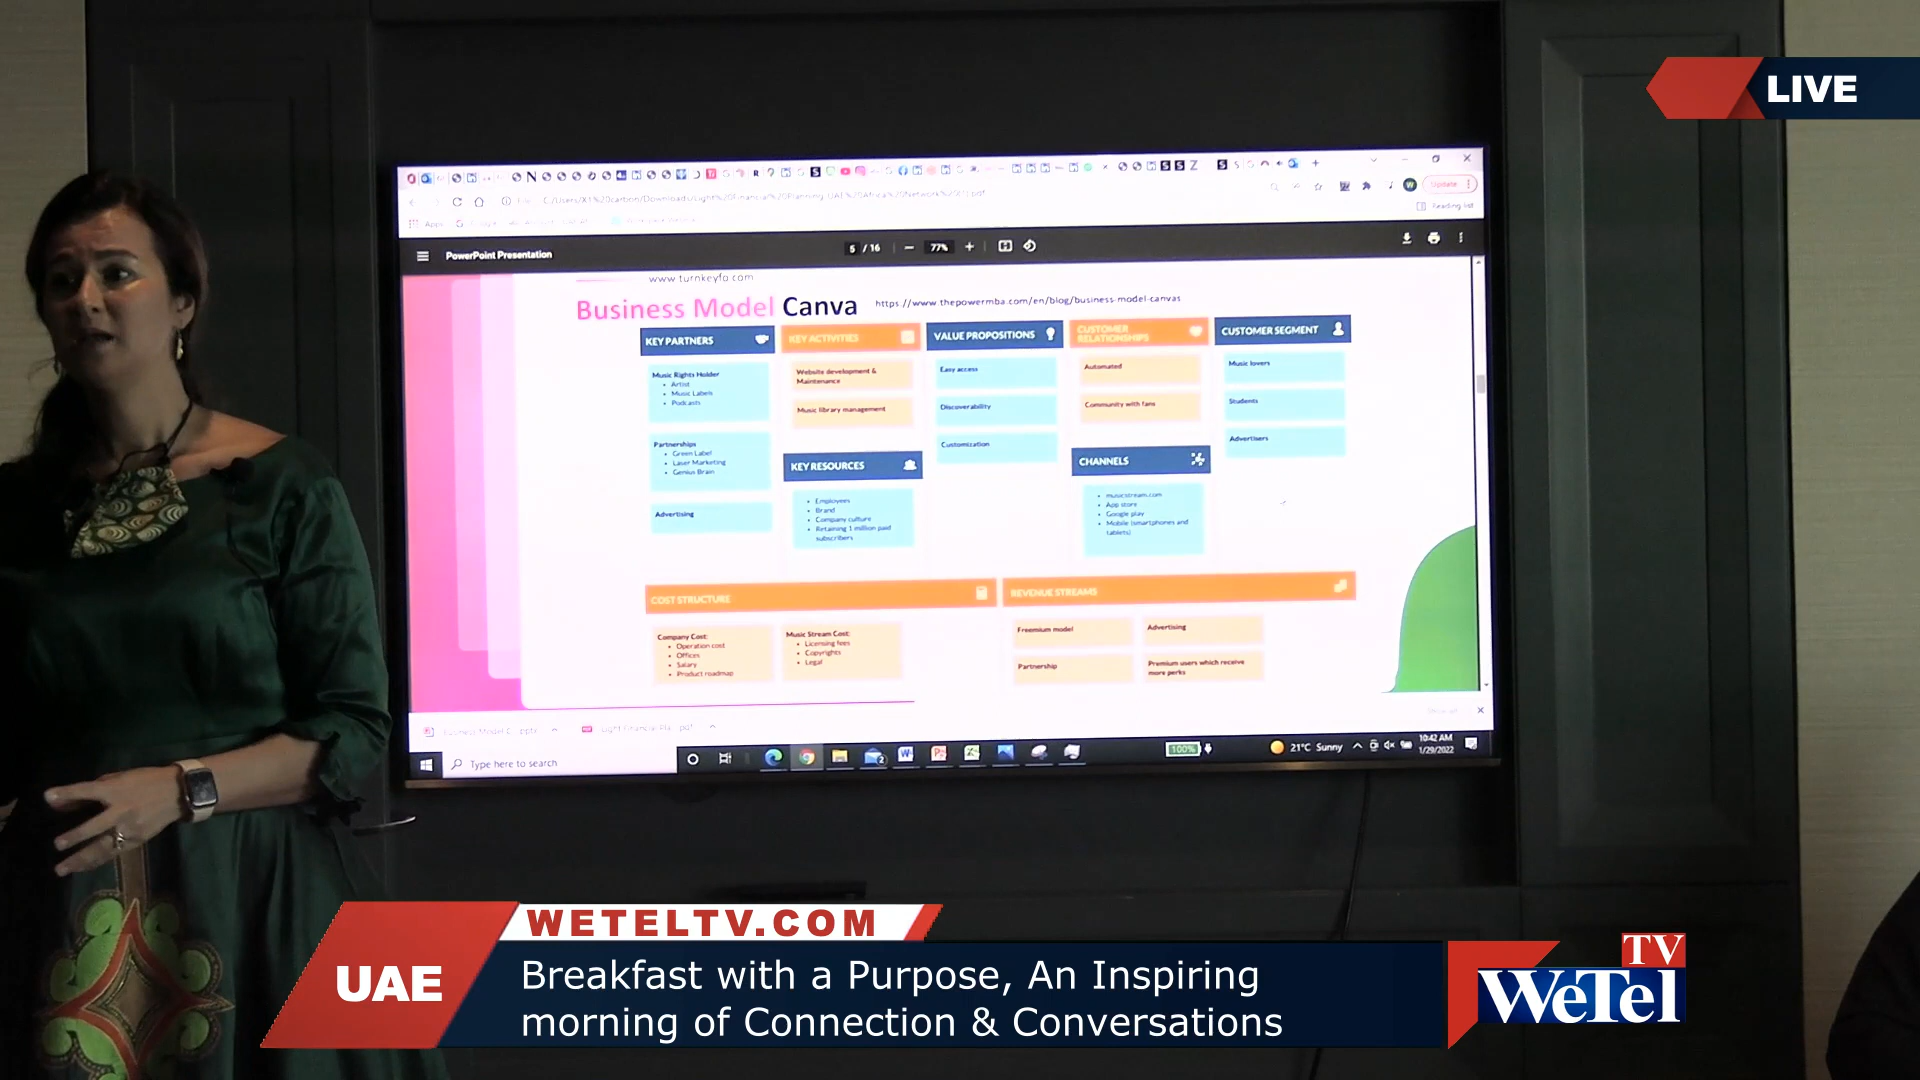 LIVE
Update
Reading list
Apps
PowerPoint Presentation
5 / 16
77%
www.turnkeyfo.com
Business Model Canva
https://www.thepowermba.com/en/blog/business-model-canvas
KEY PARTNERS
Music Rights Holder
• Artist
• Music Labels
• Podcasts
Partnerships
• Green Label
• Laser Marketing
• Genius Brain
Advertising
KEY ACTIVITIES
Website development &
Maintenance
Music library management
KEY RESOURCES
• Employees
• Brand
• Company culture
• Retaining 1 million paid
subscribers
VALUE PROPOSITIONS
Easy access
Discoverability
Customization
CUSTOMER
RELATIONSHIPS
Automated
Community with fans
CHANNELS
• musicstream.com
• App store
• Google play
• Mobile (smartphones and
tablets)
CUSTOMER SEGMENT
Music lovers
Students
Advertisers
COST STRUCTURE
Company Cost:
• Operation cost
• Offices
• Salary
• Product roadmap
Music Stream Cost:
• Licensing fees
• Copyrights
• Legal
REVENUE STREAMS
Freemium model
Advertising
Partnership
Premium users which receive
more perks
Type here to search
100%
21°C Sunny
10:42 AM
1/29/2022
WETELTV.COM
UAE
Breakfast with a Purpose, An Inspiring
morning of Connection & Conversations
TV
WeTel